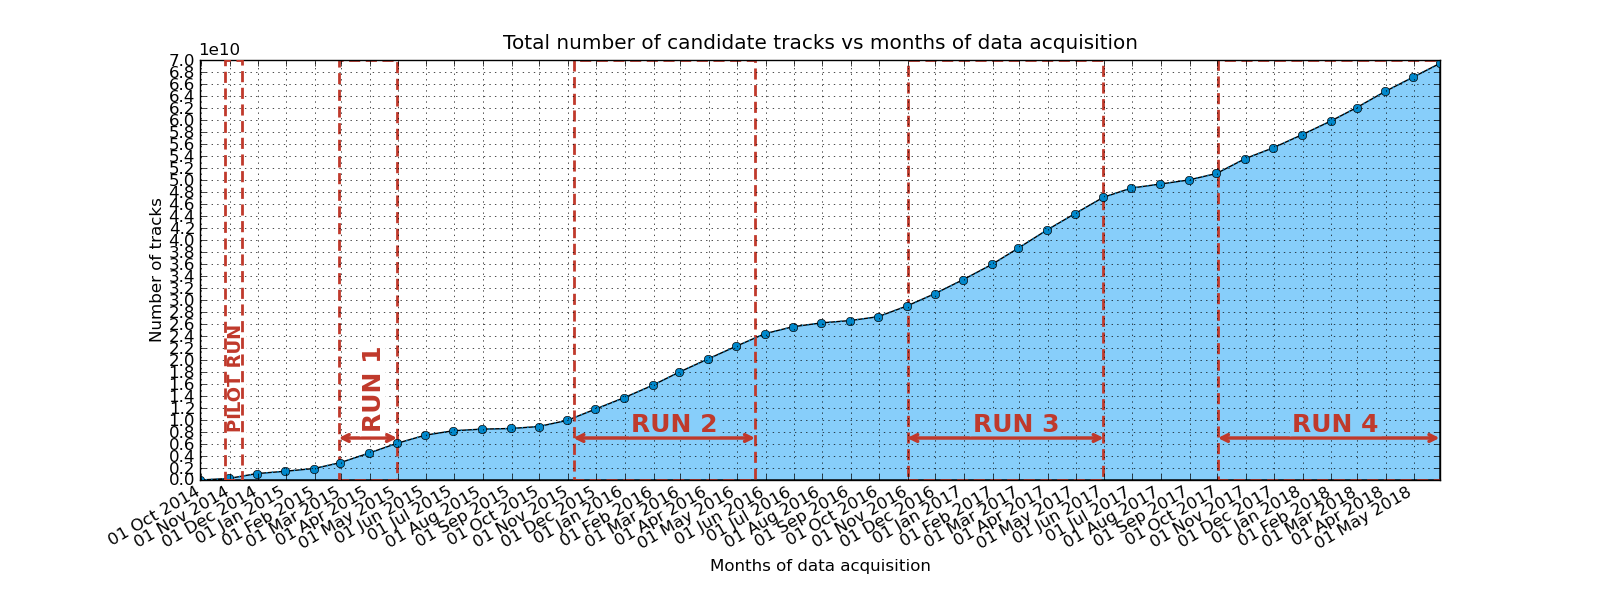 Total number of candidate tracks vs months of data acquisition
1e10
7.0
6.8
6.6
6.4
6.2
6.0
5.8
5.6
5.4
5.2
5.0
4.8
4.6
4.4
4.2
4.0
3.8
3.6
3.4
3.2
3.0
2.8
2.6
2.4
2.2
2.0
1.8
1.6
1.4
1.2
1.0
0.8
0.6
0.4
0.2
0.0
Number of tracks
PILOT RUN
RUN 1
RUN 2
RUN 3
RUN 4
01 Oct 2014
01 Nov 2014
01 Dec 2014
01 Jan 2015
01 Feb 2015
01 Mar 2015
01 Apr 2015
01 May 2015
01 Jun 2015
01 Jul 2015
01 Aug 2015
01 Sep 2015
01 Oct 2015
01 Nov 2015
01 Dec 2015
01 Jan 2016
01 Feb 2016
01 Mar 2016
01 Apr 2016
01 May 2016
01 Jun 2016
01 Jul 2016
01 Aug 2016
01 Sep 2016
01 Oct 2016
01 Nov 2016
01 Dec 2016
01 Jan 2017
01 Feb 2017
01 Mar 2017
01 Apr 2017
01 May 2017
01 Jun 2017
01 Jul 2017
01 Aug 2017
01 Sep 2017
01 Oct 2017
01 Nov 2017
01 Dec 2017
01 Jan 2018
01 Feb 2018
01 Mar 2018
01 Apr 2018
01 May 2018
Months of data acquisition